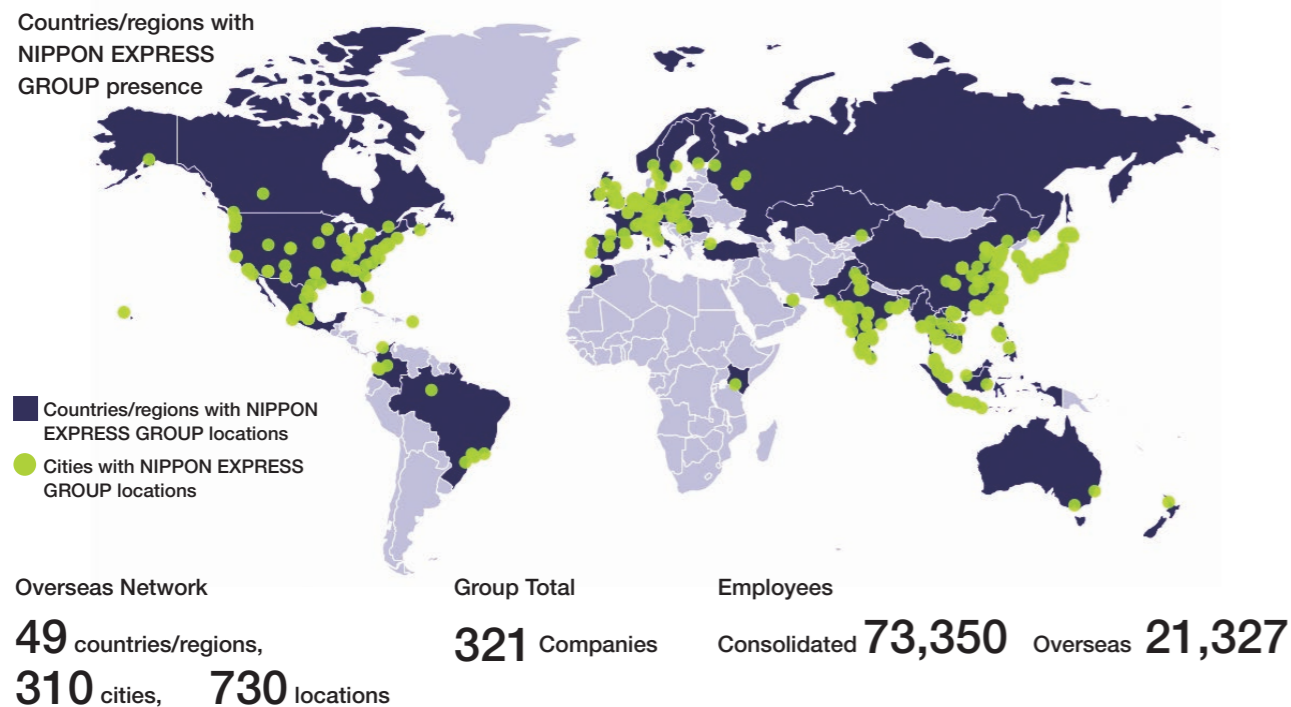 Countries/regions with
NIPPON EXPRESS
GROUP presence
Countries/regions with NIPPON
EXPRESS GROUP locations
Cities with NIPPON EXPRESS
GROUP locations
Overseas Network
49 countries/regions,
310 cities, 730 locations
Group Total
321 Companies
Employees
Consolidated 73,350 Overseas 21,327